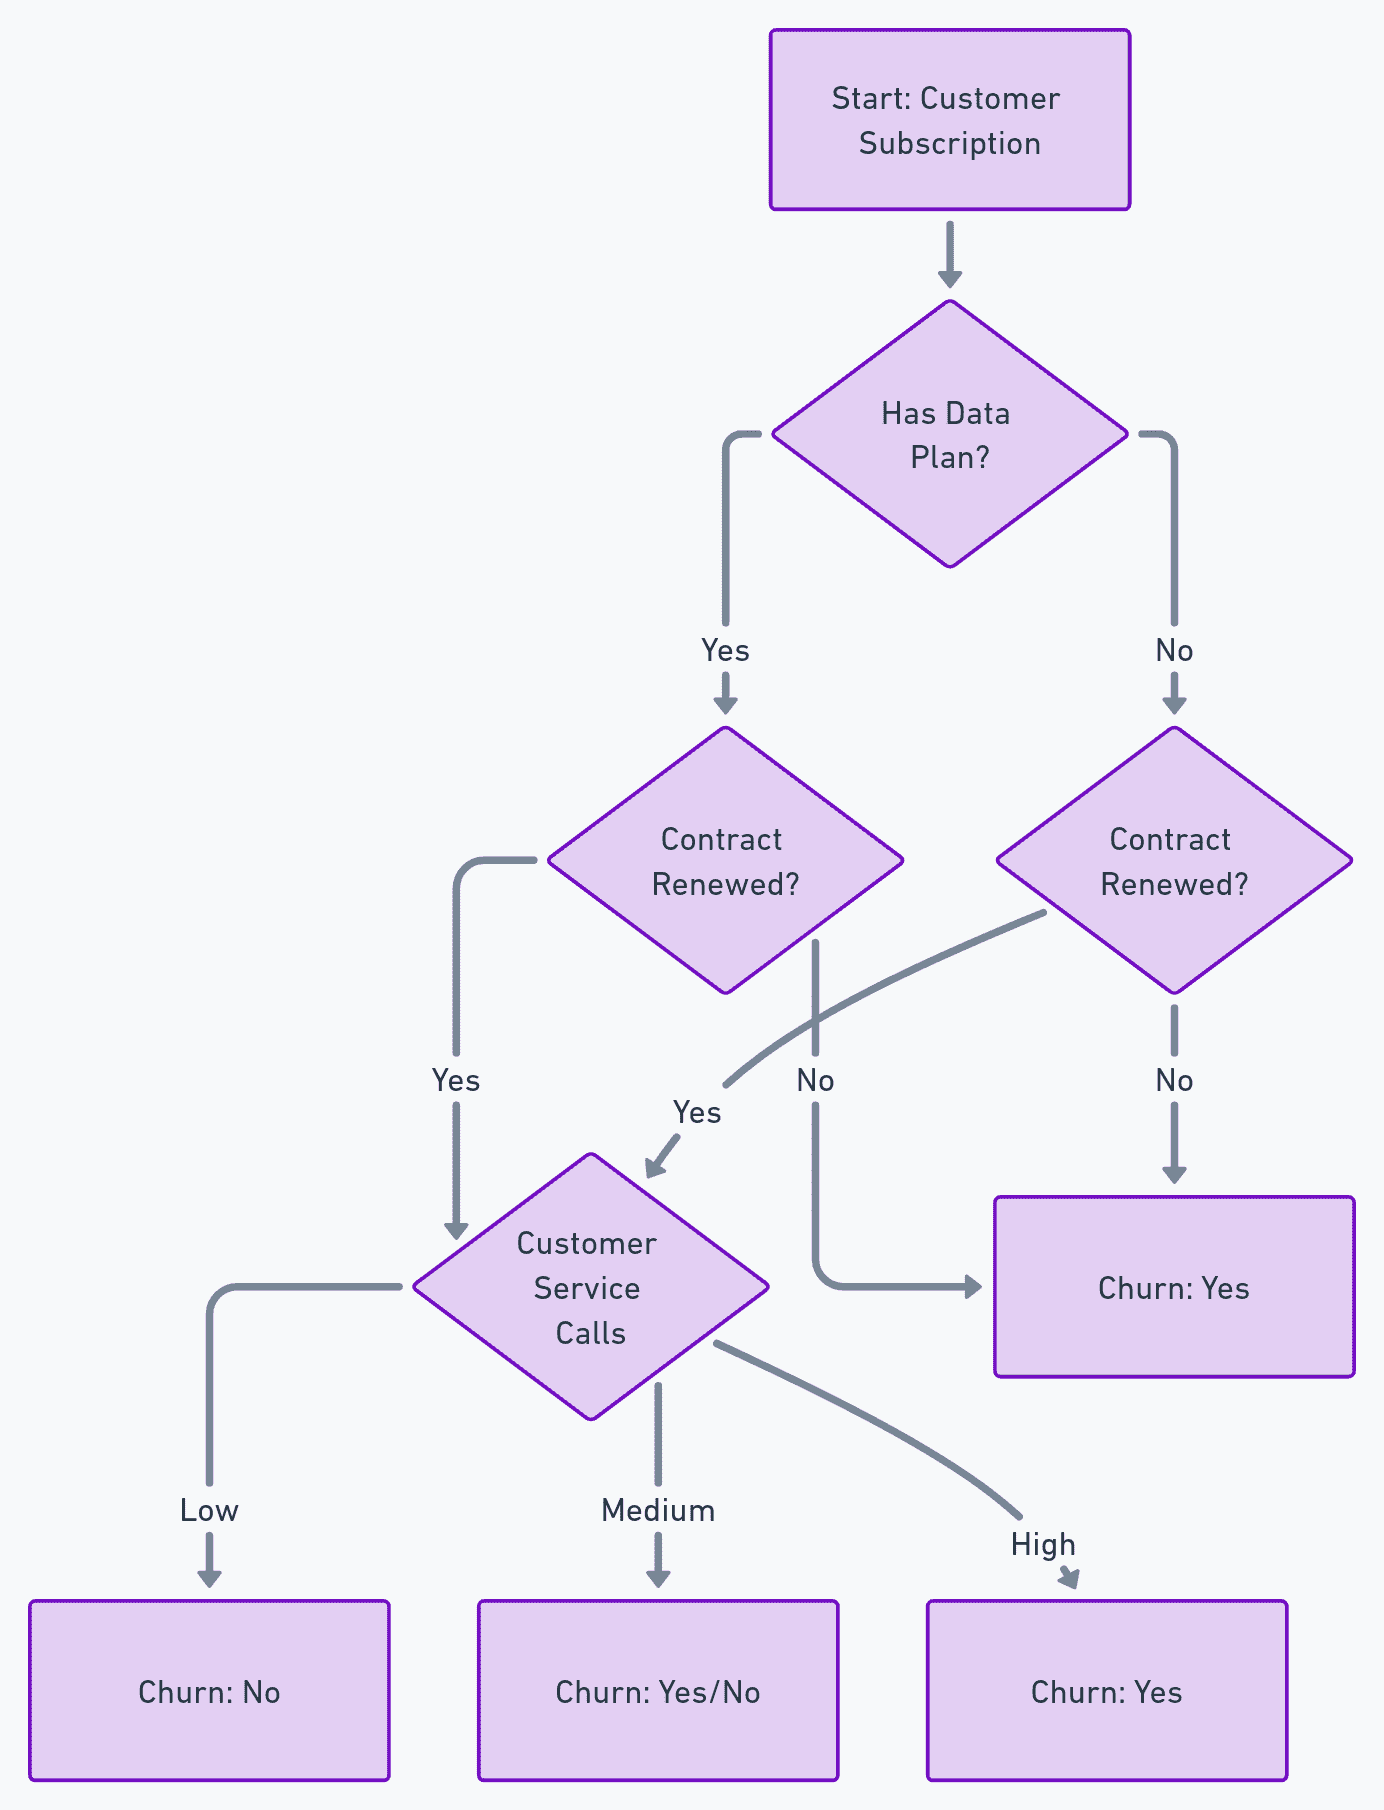 Start: Customer
Subscription
Has Data
Plan?
Yes
No
Contract
Renewed?
Contract
Renewed?
Yes
Yes
No
No
Customer
Service
Calls
Churn: Yes
Low
Medium
High
Churn: No
Churn: Yes/No
Churn: Yes